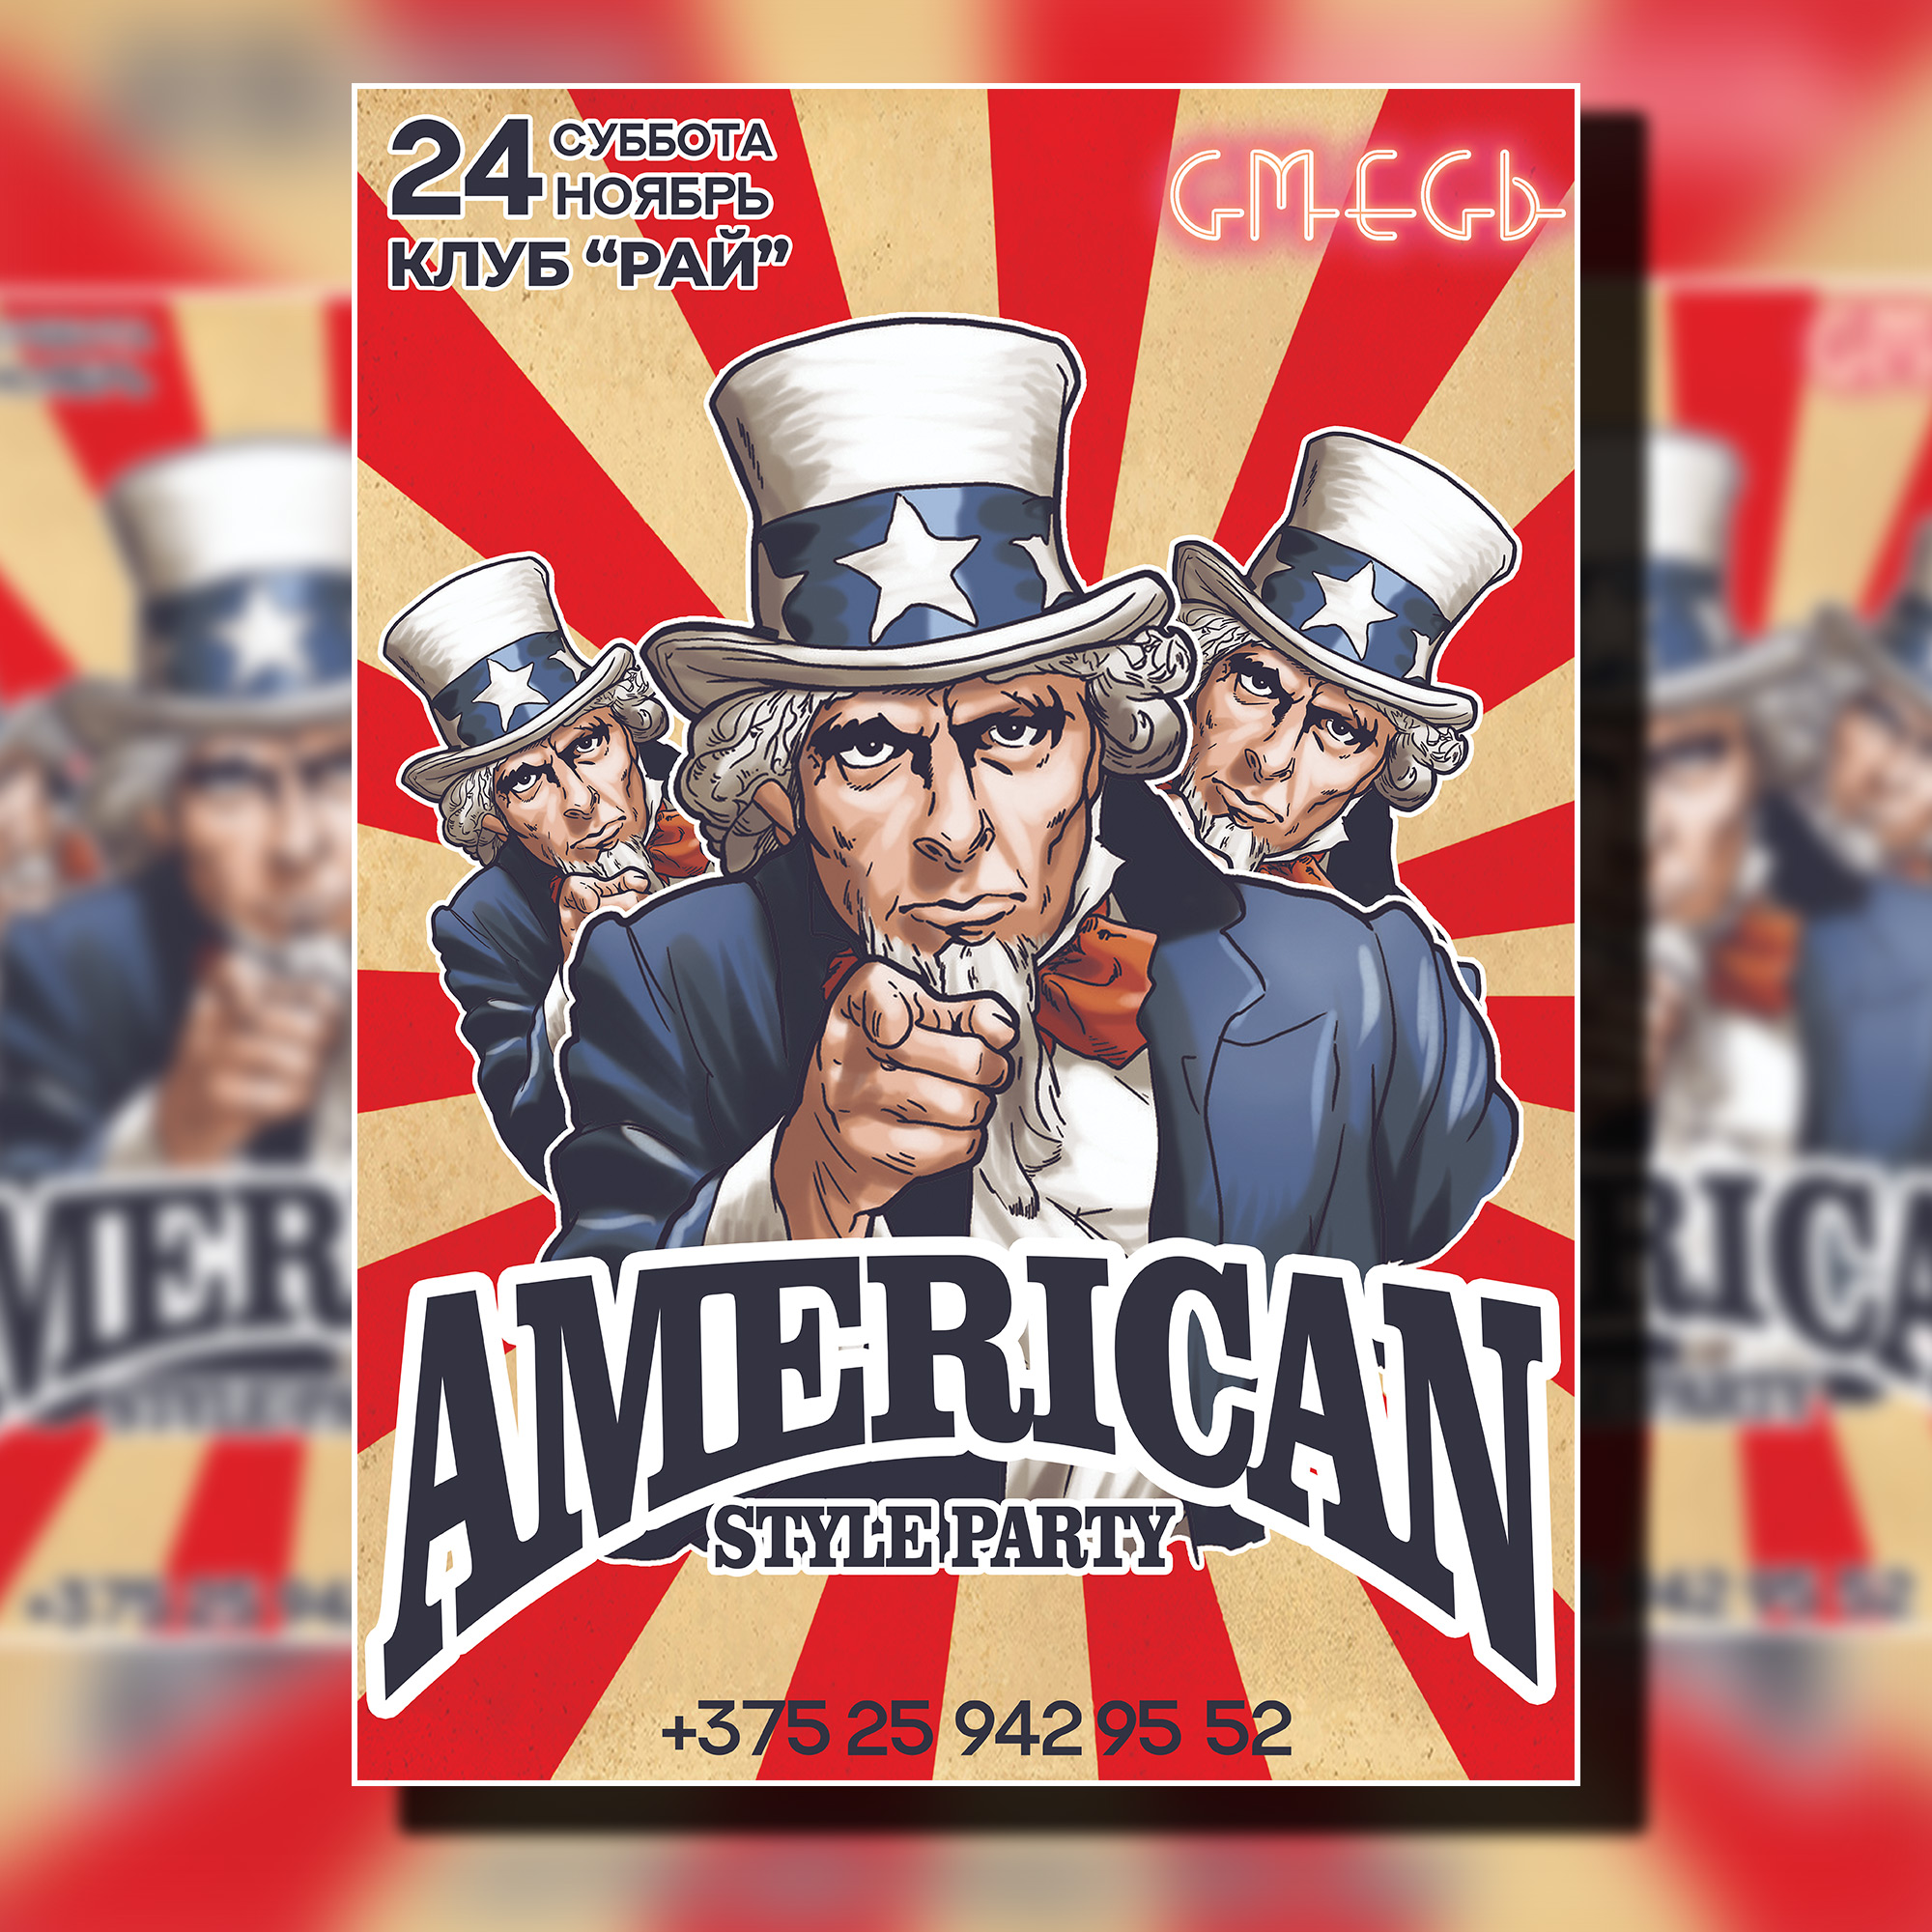 24 СУББОТА
НОЯБРЬ
КЛУБ “РАЙ”
СМЕСЬ
AMERICAN
STYLE PARTY
+375 25 942 95 52